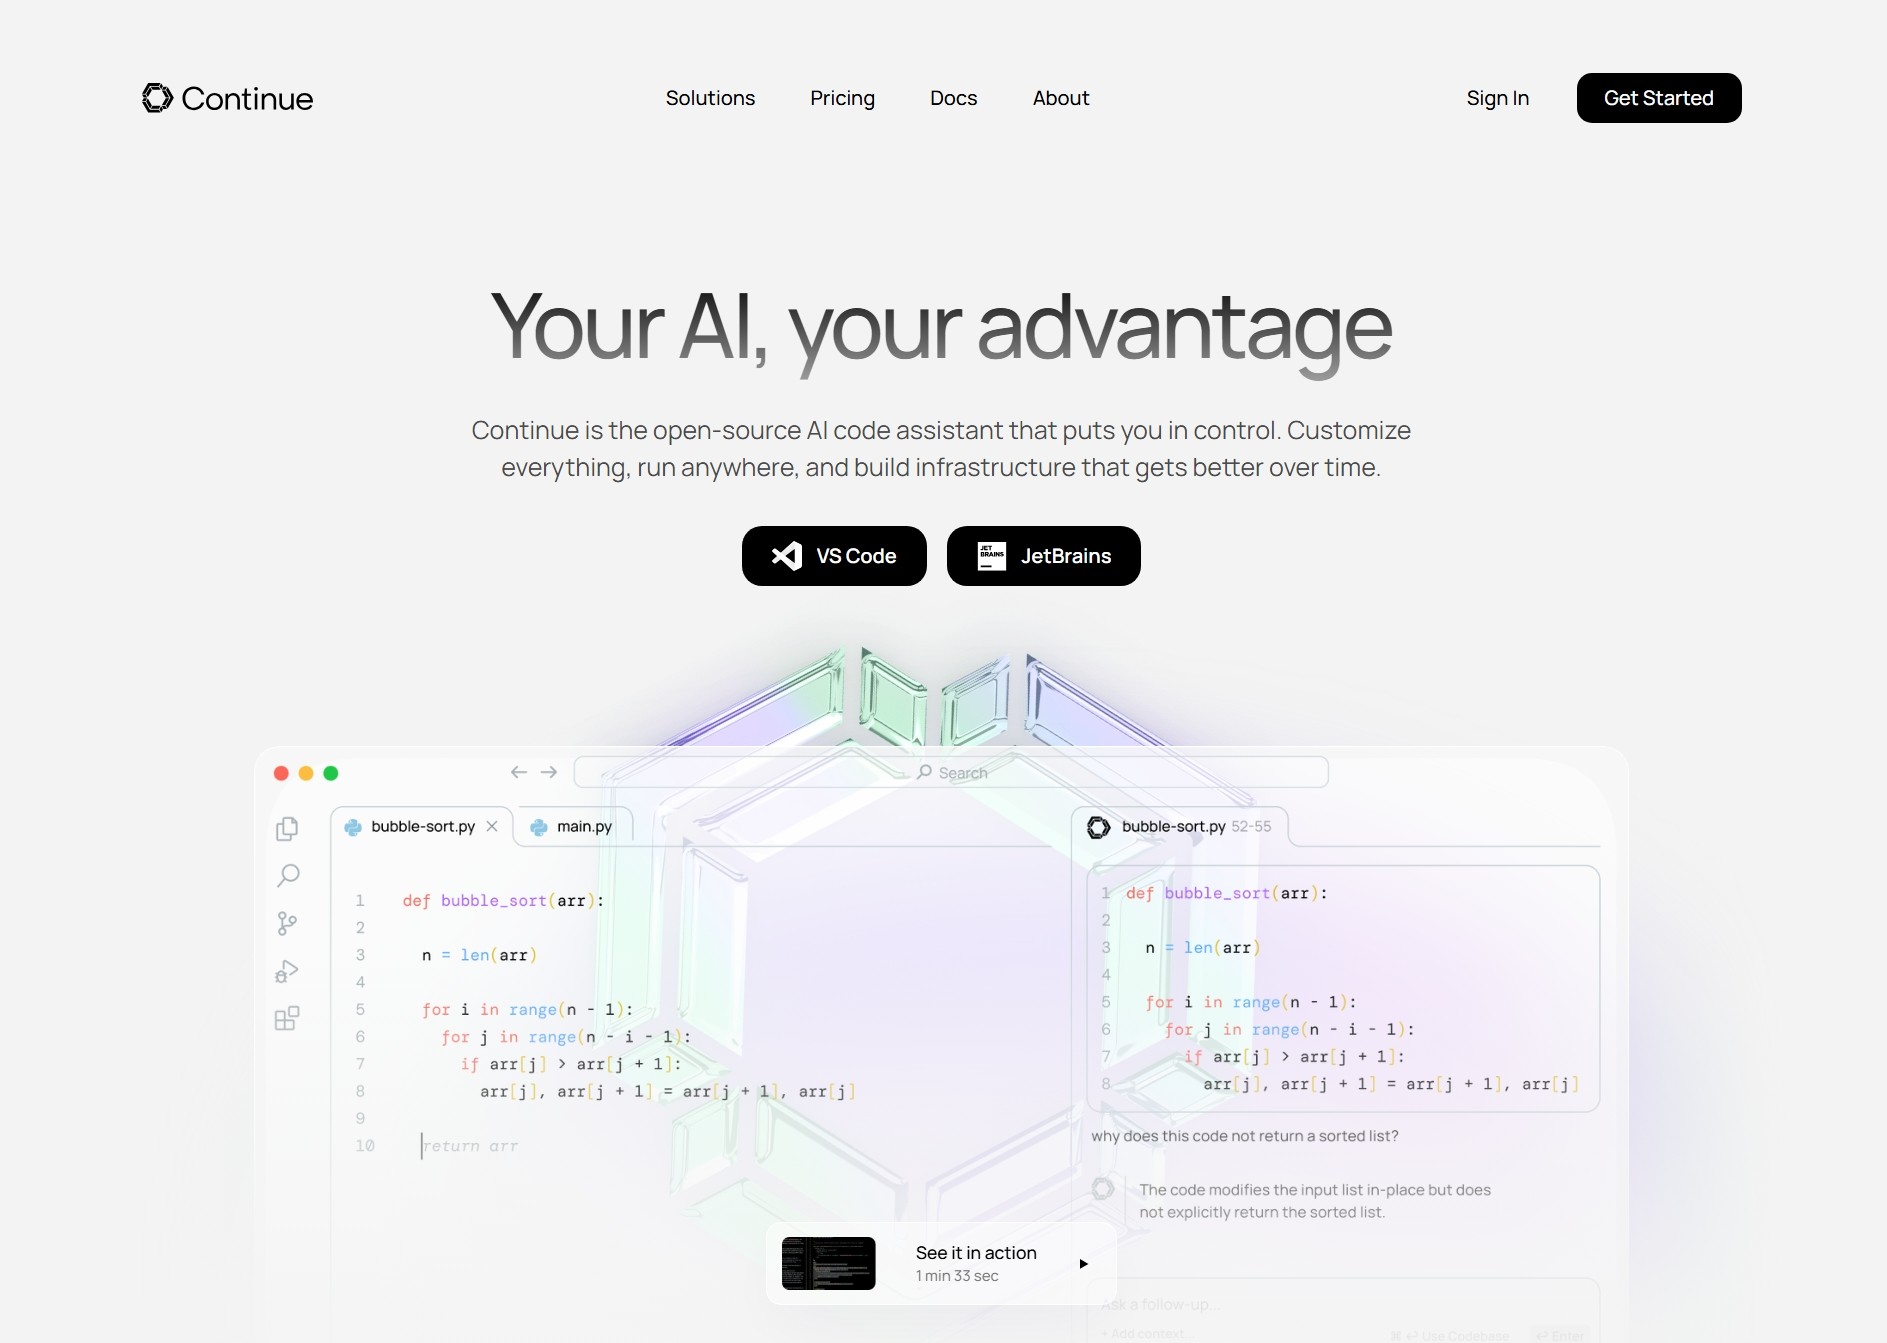 Continue
Solutions
Pricing
Docs
About
Sign In
Get Started
Your AI, your advantage
Continue is the open-source AI code assistant that puts you in control. Customize
everything, run anywhere, and build infrastructure that gets better over time.
VS Code
JET
BRAINS
JetBrains
Search
bubble-sort.py
main.py
1 def bubble_sort(arr):
2
3 n = len(arr)
4
5 for i in range(n - 1):
6 for j in range(n - i - 1):
7 if arr[j] > arr[j + 1]:
8 arr[j], arr[j + 1] = arr[j + 1], arr[j]
9
10 return arr
bubble-sort.py 52-55
1 def bubble_sort(arr):
2
3 n = len(arr)
4
5 for i in range(n - 1):
6 for j in range(n - i - 1):
7 if arr[j] > arr[j + 1]:
8 arr[j], arr[j + 1] = arr[j + 1], arr[j]
why does this code not return a sorted list?
The code modifies the input list in-place but does
not explicitly return the sorted list.
See it in action
1 min 33 sec
Ask a follow-up...
+ Add context...
⌘ ⏎ Use Codebase
⏎ Enter